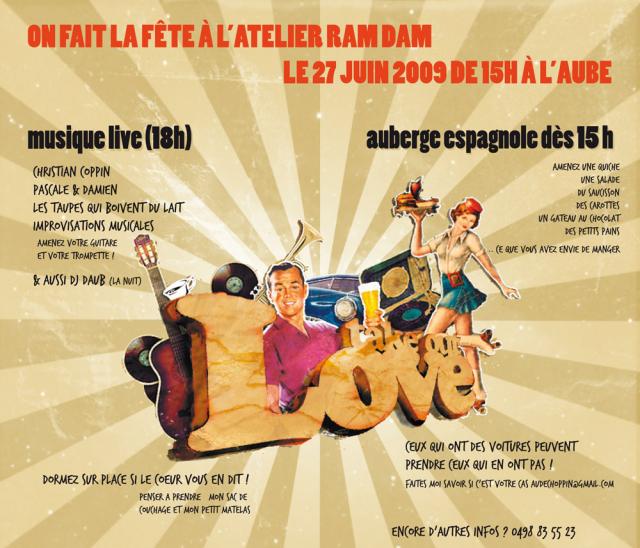 ON FAIT LA FÊTE À L'ATELIER RAM DAM
LE 27 JUIN 2009 DE 15H À L'AUBE
musique live (18h)
CHRISTIAN COPPIN
PASCALE & DAMIEN
LES TAUPES QUI BOIVENT DU LAIT
IMPROVISATIONS MUSICALES
AMENEZ VOTRE GUITARE
ET VOTRE TROMPETTE !
& AUSSI DJ DAUB (LA NUIT)
auberge espagnole dès 15 h
AMENEZ UNE QUICHE
UNE SALADE
DU SAUCISSON
DES CAROTTES
UN GATEAU AU CHOCOLAT
DES PETITS PAINS
... (CE QUE VOUS AVEZ ENVIE DE MANGER
Love
DORMEZ SUR PLACE SI LE COEUR VOUS EN DIT !
PENSER A PRENDRE MON SAC DE
COUCHAGE ET MON PETIT MATELAS
CEUX QUI ONT DES VOITURES PEUVENT
PRENDRE CEUX QUI EN ONT PAS !
FAITES MOI SAVOIR SI C'EST VOTRE CAS AUDECHOPPIN@GMAIL.COM
ENCORE D'AUTRES INFOS ? 0498 83 55 23